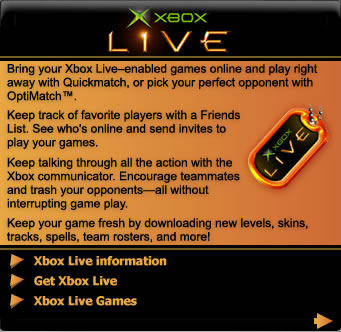 XBOX
LIVE
Bring your Xbox Live–enabled games online and play right
away with Quickmatch, or pick your perfect opponent with
OptiMatch™.
Keep track of favorite players with a Friends
List. See who's online and send invites to
play your games.
Keep talking through all the action with the
Xbox communicator. Encourage teammates
and trash your opponents—all without
interrupting game play.
XBOX
LIVE
Keep your game fresh by downloading new levels, skins,
tracks, spells, team rosters, and more!
Xbox Live information
Get Xbox Live
Xbox Live Games